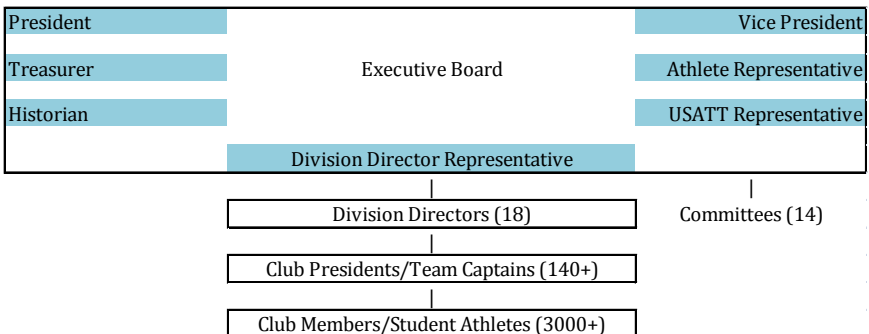 President Vice President
Treasurer Executive Board Athlete Representative
Historian USATT Representative
Division Director Representative
Division Directors (18) Committees (14)
Club Presidents/Team Captains (140+)
Club Members/Student Athletes (3000+)